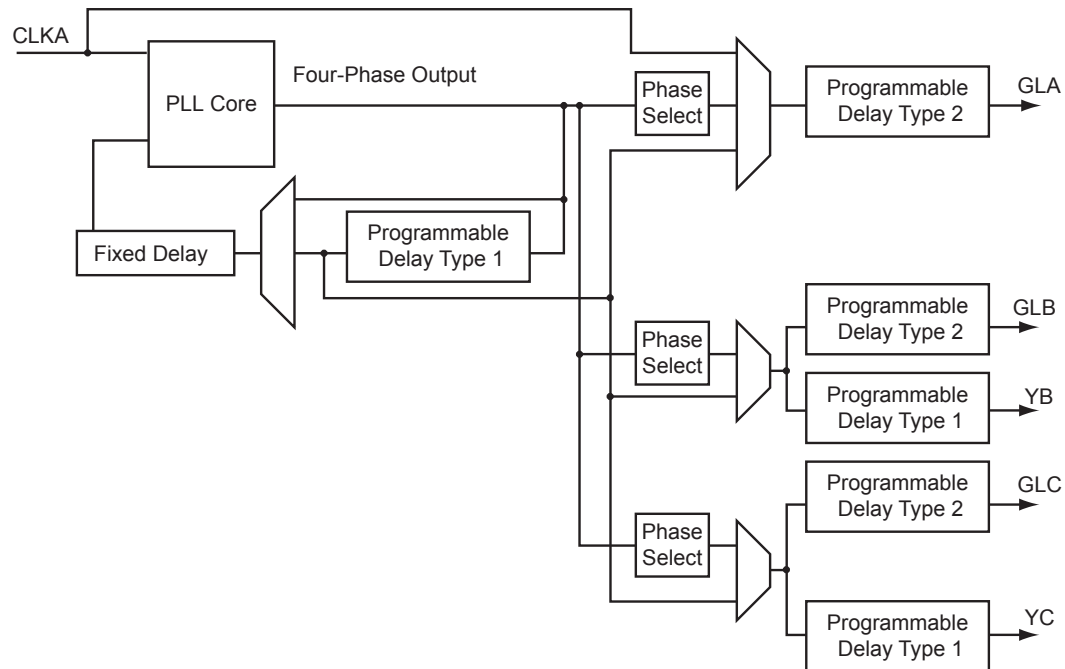 CLKA
PLL Core
Four-Phase Output
Phase
Select
Programmable
Delay Type 2
GLA
Fixed Delay
Programmable
Delay Type 1
Phase
Select
Programmable
Delay Type 2
GLB
Programmable
Delay Type 1
YB
Phase
Select
Programmable
Delay Type 2
GLC
Programmable
Delay Type 1
YC